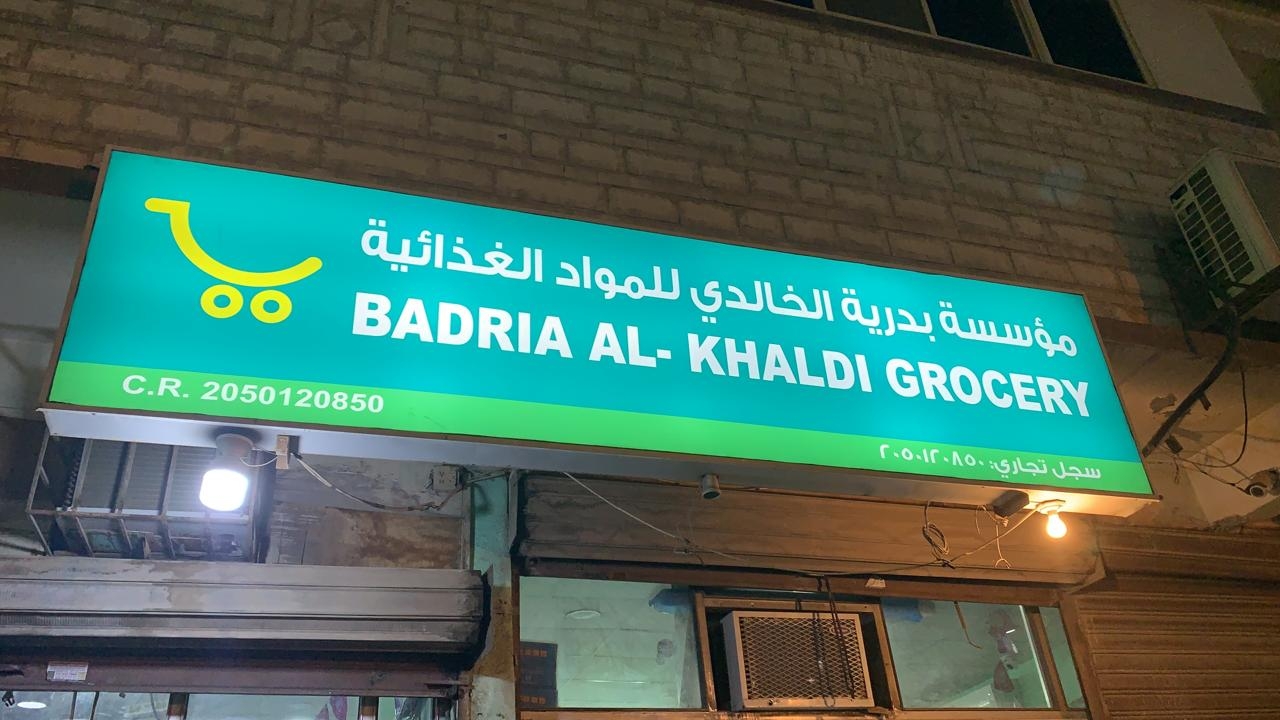 مؤسسة بدرية الخالدي للمواد الغذائية
BADRIA AL- KHALDI GROCERY
C.R. 2050120850
سجل تجاري: ٢٠٥٠١٢٠٨٥٠